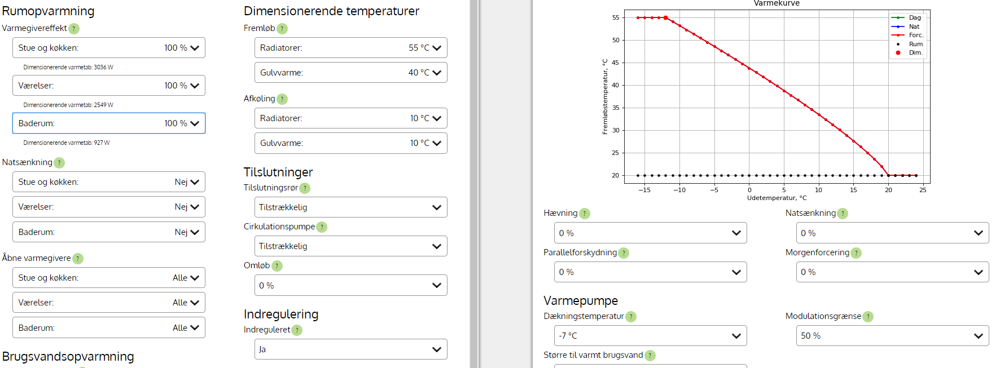 Rumopvarmning
Varmegivereffekt ?
Stue og køkken: 100 %
Dimensionerende varmetab: 3036 W
Værelser: 100 %
Dimensionerende varmetab: 2549 W
Baderum: 100 %
Dimensionerende varmetab: 927 W
Natsænkning ?
Stue og køkken: Nej
Værelser: Nej
Baderum: Nej
Åbne varmegivere ?
Stue og køkken: Alle
Værelser: Alle
Baderum: Alle
Brugsvandsopvarmning
Dimensionerende temperaturer
Fremløb ?
Radiatorer: 55 °C
Gulvvarme: 40 °C
Afkøling ?
Radiatorer: 10 °C
Gulvvarme: 10 °C
Tilslutninger
Tilslutningsrør ?
Tilstrækkelig
Cirkulationspumpe ?
Tilstrækkelig
Omløb ?
0 %
Indregulering
Indreguleret ?
Ja
Varmekurve
55
50
45
40
35
30
25
20
Fremløbstemperatur, °C
Dag
Nat
Forc.
Rum
Dim.
−15 −10 −5 0 5 10 15 20 25
Udetemperatur, °C
Hævning ?
0 %
Natsænkning ?
0 %
Parallelforskydning ?
0 %
Morgenforcering ?
0 %
Varmepumpe
Dækningstemperatur ?
-7 °C
Modulationsgrænse ?
50 %
Større til varmt brugsvand ?